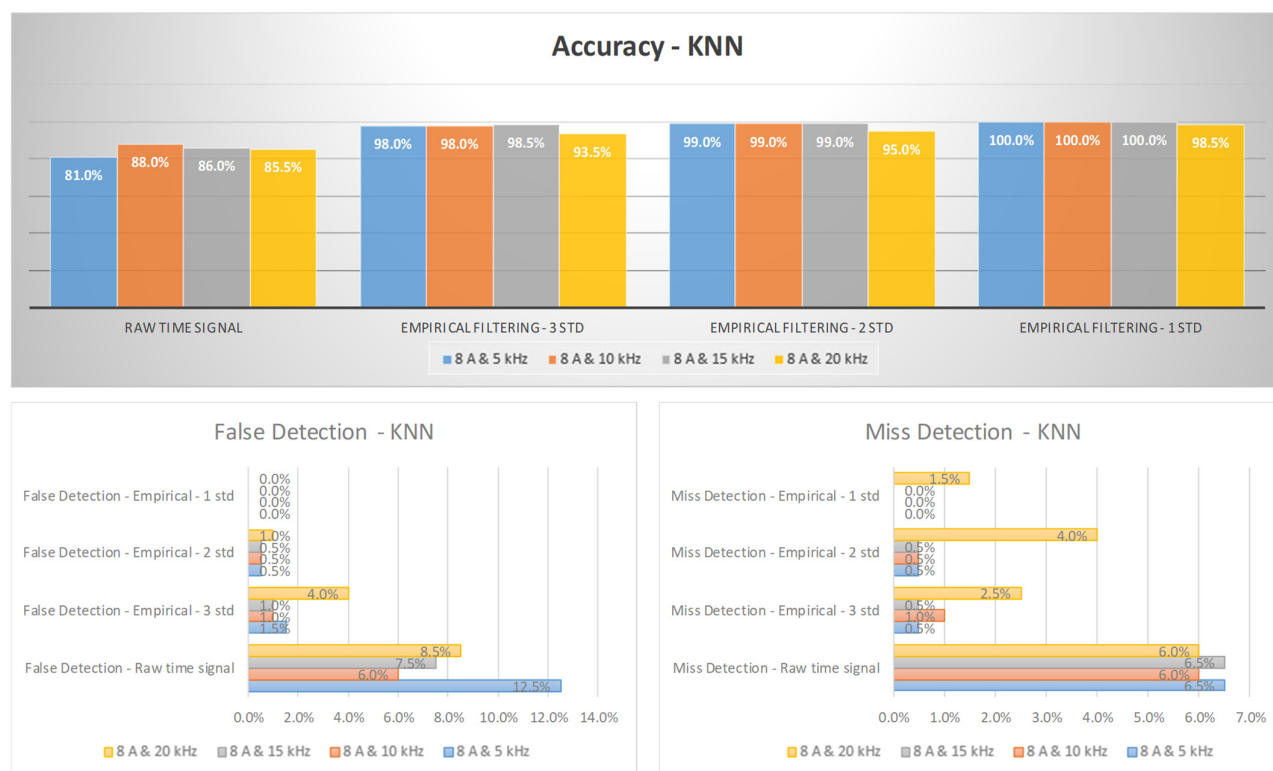 Accuracy - KNN
81.0% 88.0% 86.0% 85.5% 98.0% 98.0% 98.5% 93.5% 99.0% 99.0% 99.0% 95.0% 100.0% 100.0% 100.0% 98.5%
RAW TIME SIGNAL EMPIRICAL FILTERING - 3 STD EMPIRICAL FILTERING - 2 STD EMPIRICAL FILTERING - 1 STD
8 A & 5 kHz 8 A & 10 kHz 8 A & 15 kHz 8 A & 20 kHz
False Detection - KNN
0.0%
False Detection - Empirical - 1 std 0.0%
0.0%
0.0%
1.0%
False Detection - Empirical - 2 std 0.5%
0.5%
0.5%
4.0%
False Detection - Empirical - 3 std 1.0%
1.0%
1.5%
8.5%
False Detection - Raw time signal 7.5%
6.0%
12.5%
0.0% 2.0% 4.0% 6.0% 8.0% 10.0% 12.0% 14.0%
8 A & 20 kHz 8 A & 15 kHz 8 A & 10 kHz 8 A & 5 kHz
Miss Detection - KNN
1.5%
Miss Detection - Empirical - 1 std 0.0%
0.0%
0.0%
4.0%
Miss Detection - Empirical - 2 std 0.5%
0.5%
0.5%
2.5%
Miss Detection - Empirical - 3 std 0.5%
1.0%
0.5%
6.0%
Miss Detection - Raw time signal 6.5%
6.0%
6.5%
0.0% 1.0% 2.0% 3.0% 4.0% 5.0% 6.0% 7.0%
8 A & 20 kHz 8 A & 15 kHz 8 A & 10 kHz 8 A & 5 kHz